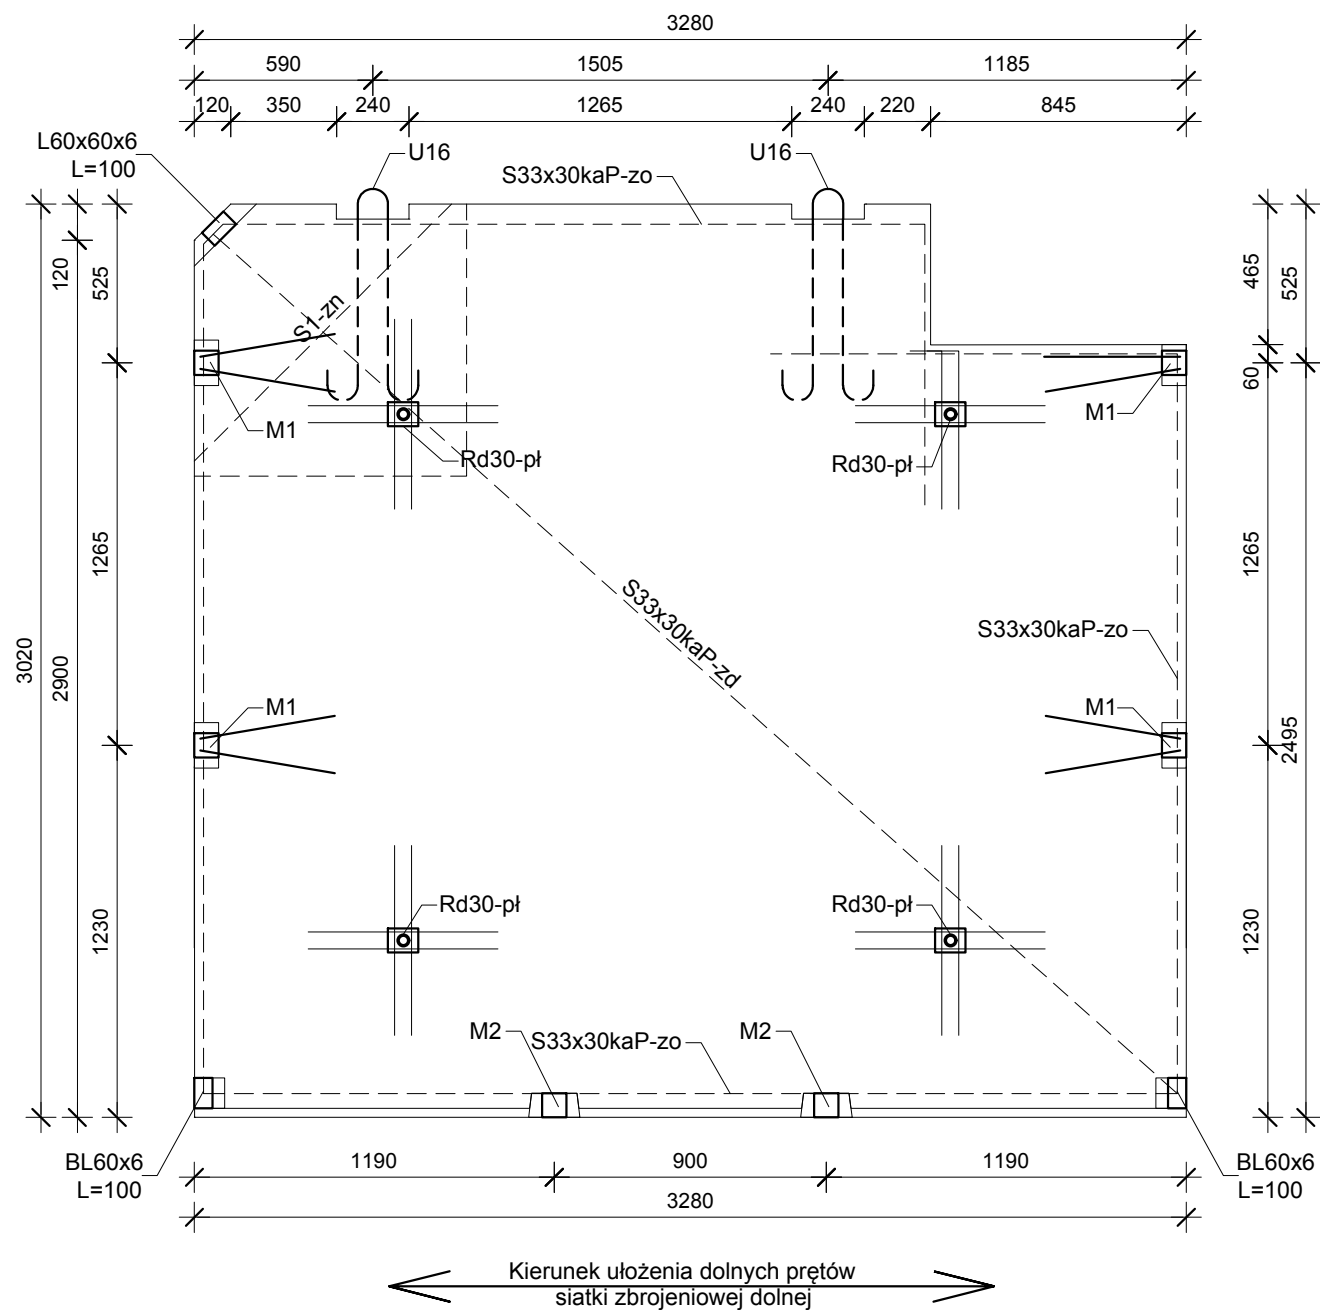 3280
590
1505
1185
120
350
240
1265
240
220
845
L60x60x6
L=100
U16
U16
S33x30kaP-zo
120
525
465
525
S1-zn
60
M1
M1
Rd30-pł
Rd30-pł
1265
1265
S33x30kaP-zd
S33x30kaP-zo
3020
2900
M1
M1
2495
1230
Rd30-pł
Rd30-pł
1230
M2
S33x30kaP-zo
M2
BL60x6
L=100
1190
900
1190
BL60x6
L=100
3280
Kierunek ułożenia dolnych prętów
siatki zbrojeniowej dolnej